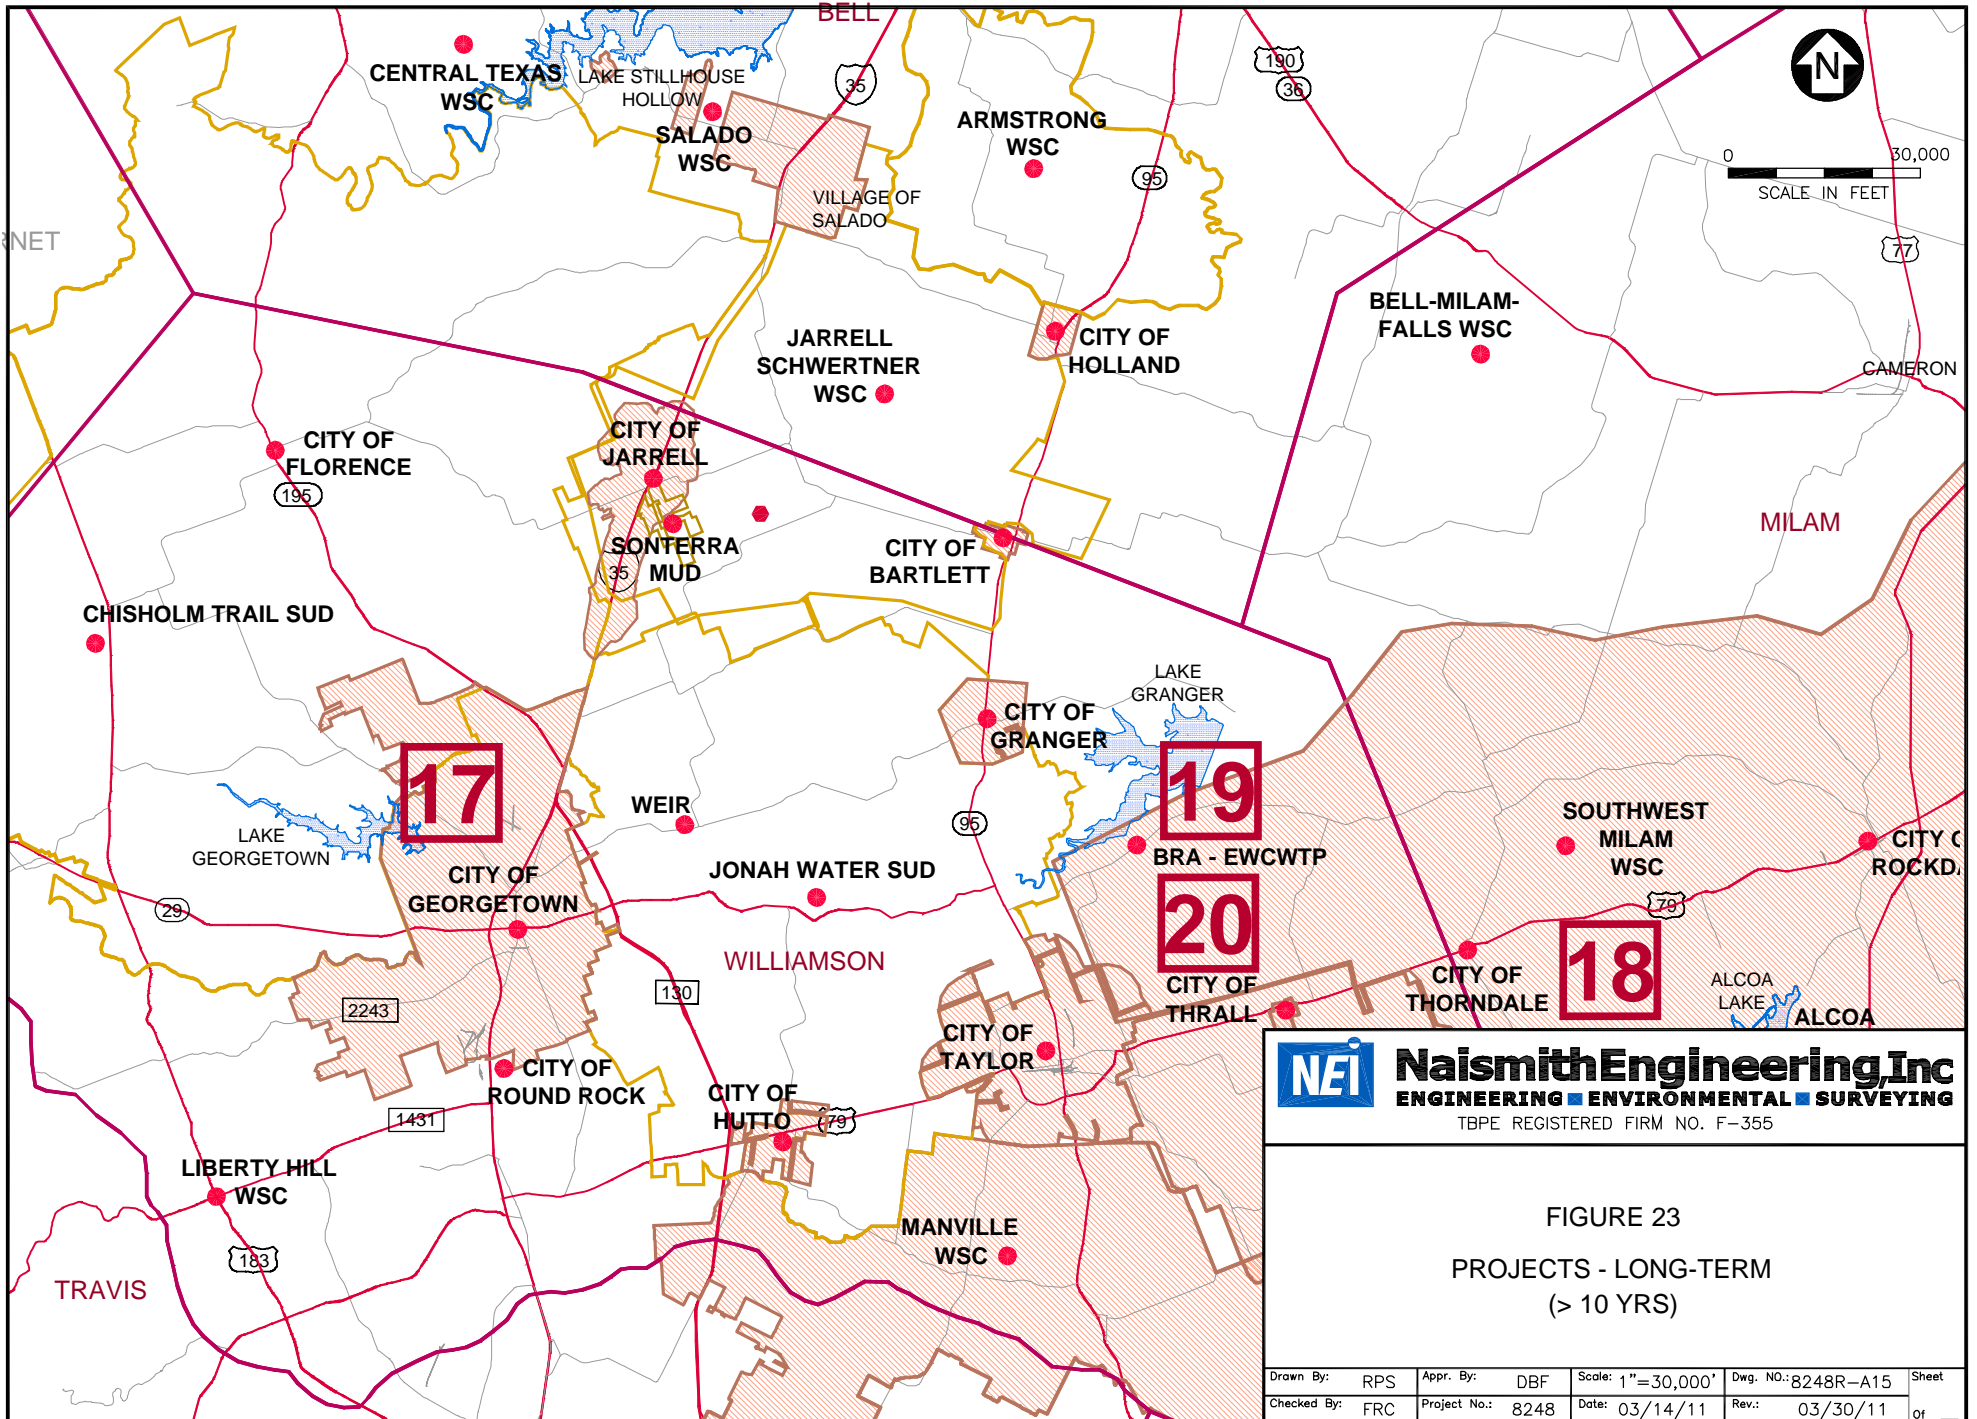 BELL
CENTRAL TEXAS
WSC
LAKE STILLHOUSE
HOLLOW
35
190
36
N
SALADO
WSC
ARMSTRONG
WSC
95
0 30,000
SCALE IN FEET
VILLAGE OF
SALADO
RNET
77
BELL-MILAM-
FALLS WSC
JARRELL
SCHWERTNER
WSC
CITY OF
HOLLAND
CAMERON
CITY OF
FLORENCE
195
CITY OF
JARRELL
MILAM
SONTERRA
MUD
35
CITY OF
BARTLETT
CHISHOLM TRAIL SUD
LAKE
GRANGER
CITY OF
GRANGER
17
19
WEIR
95
LAKE
GEORGETOWN
SOUTHWEST
MILAM
WSC
CITY O
ROCKDA
BRA - EWCWTP
JONAH WATER SUD
CITY OF
GEORGETOWN
29
20
79
18
WILLIAMSON
CITY OF
THRALL
CITY OF
THORNDALE
ALCOA
LAKE
ALCOA
130
2243
CITY OF
TAYLOR
CITY OF
ROUND ROCK
CITY OF
HUTTO
79
1431
LIBERTY HILL
WSC
MANVILLE
WSC
183
TRAVIS
NEI
NaismithEngineering,Inc
ENGINEERING ENVIRONMENTAL SURVEYING
TBPE REGISTERED FIRM NO. F-355
FIGURE 23
PROJECTS - LONG-TERM
(> 10 YRS)
Drawn By: RPS Appr. By: DBF Scale: 1"=30,000' Dwg. NO.: 8248R-A15 Sheet
Checked By: FRC Project No.: 8248 Date: 03/14/11 Rev.: 03/30/11 Of